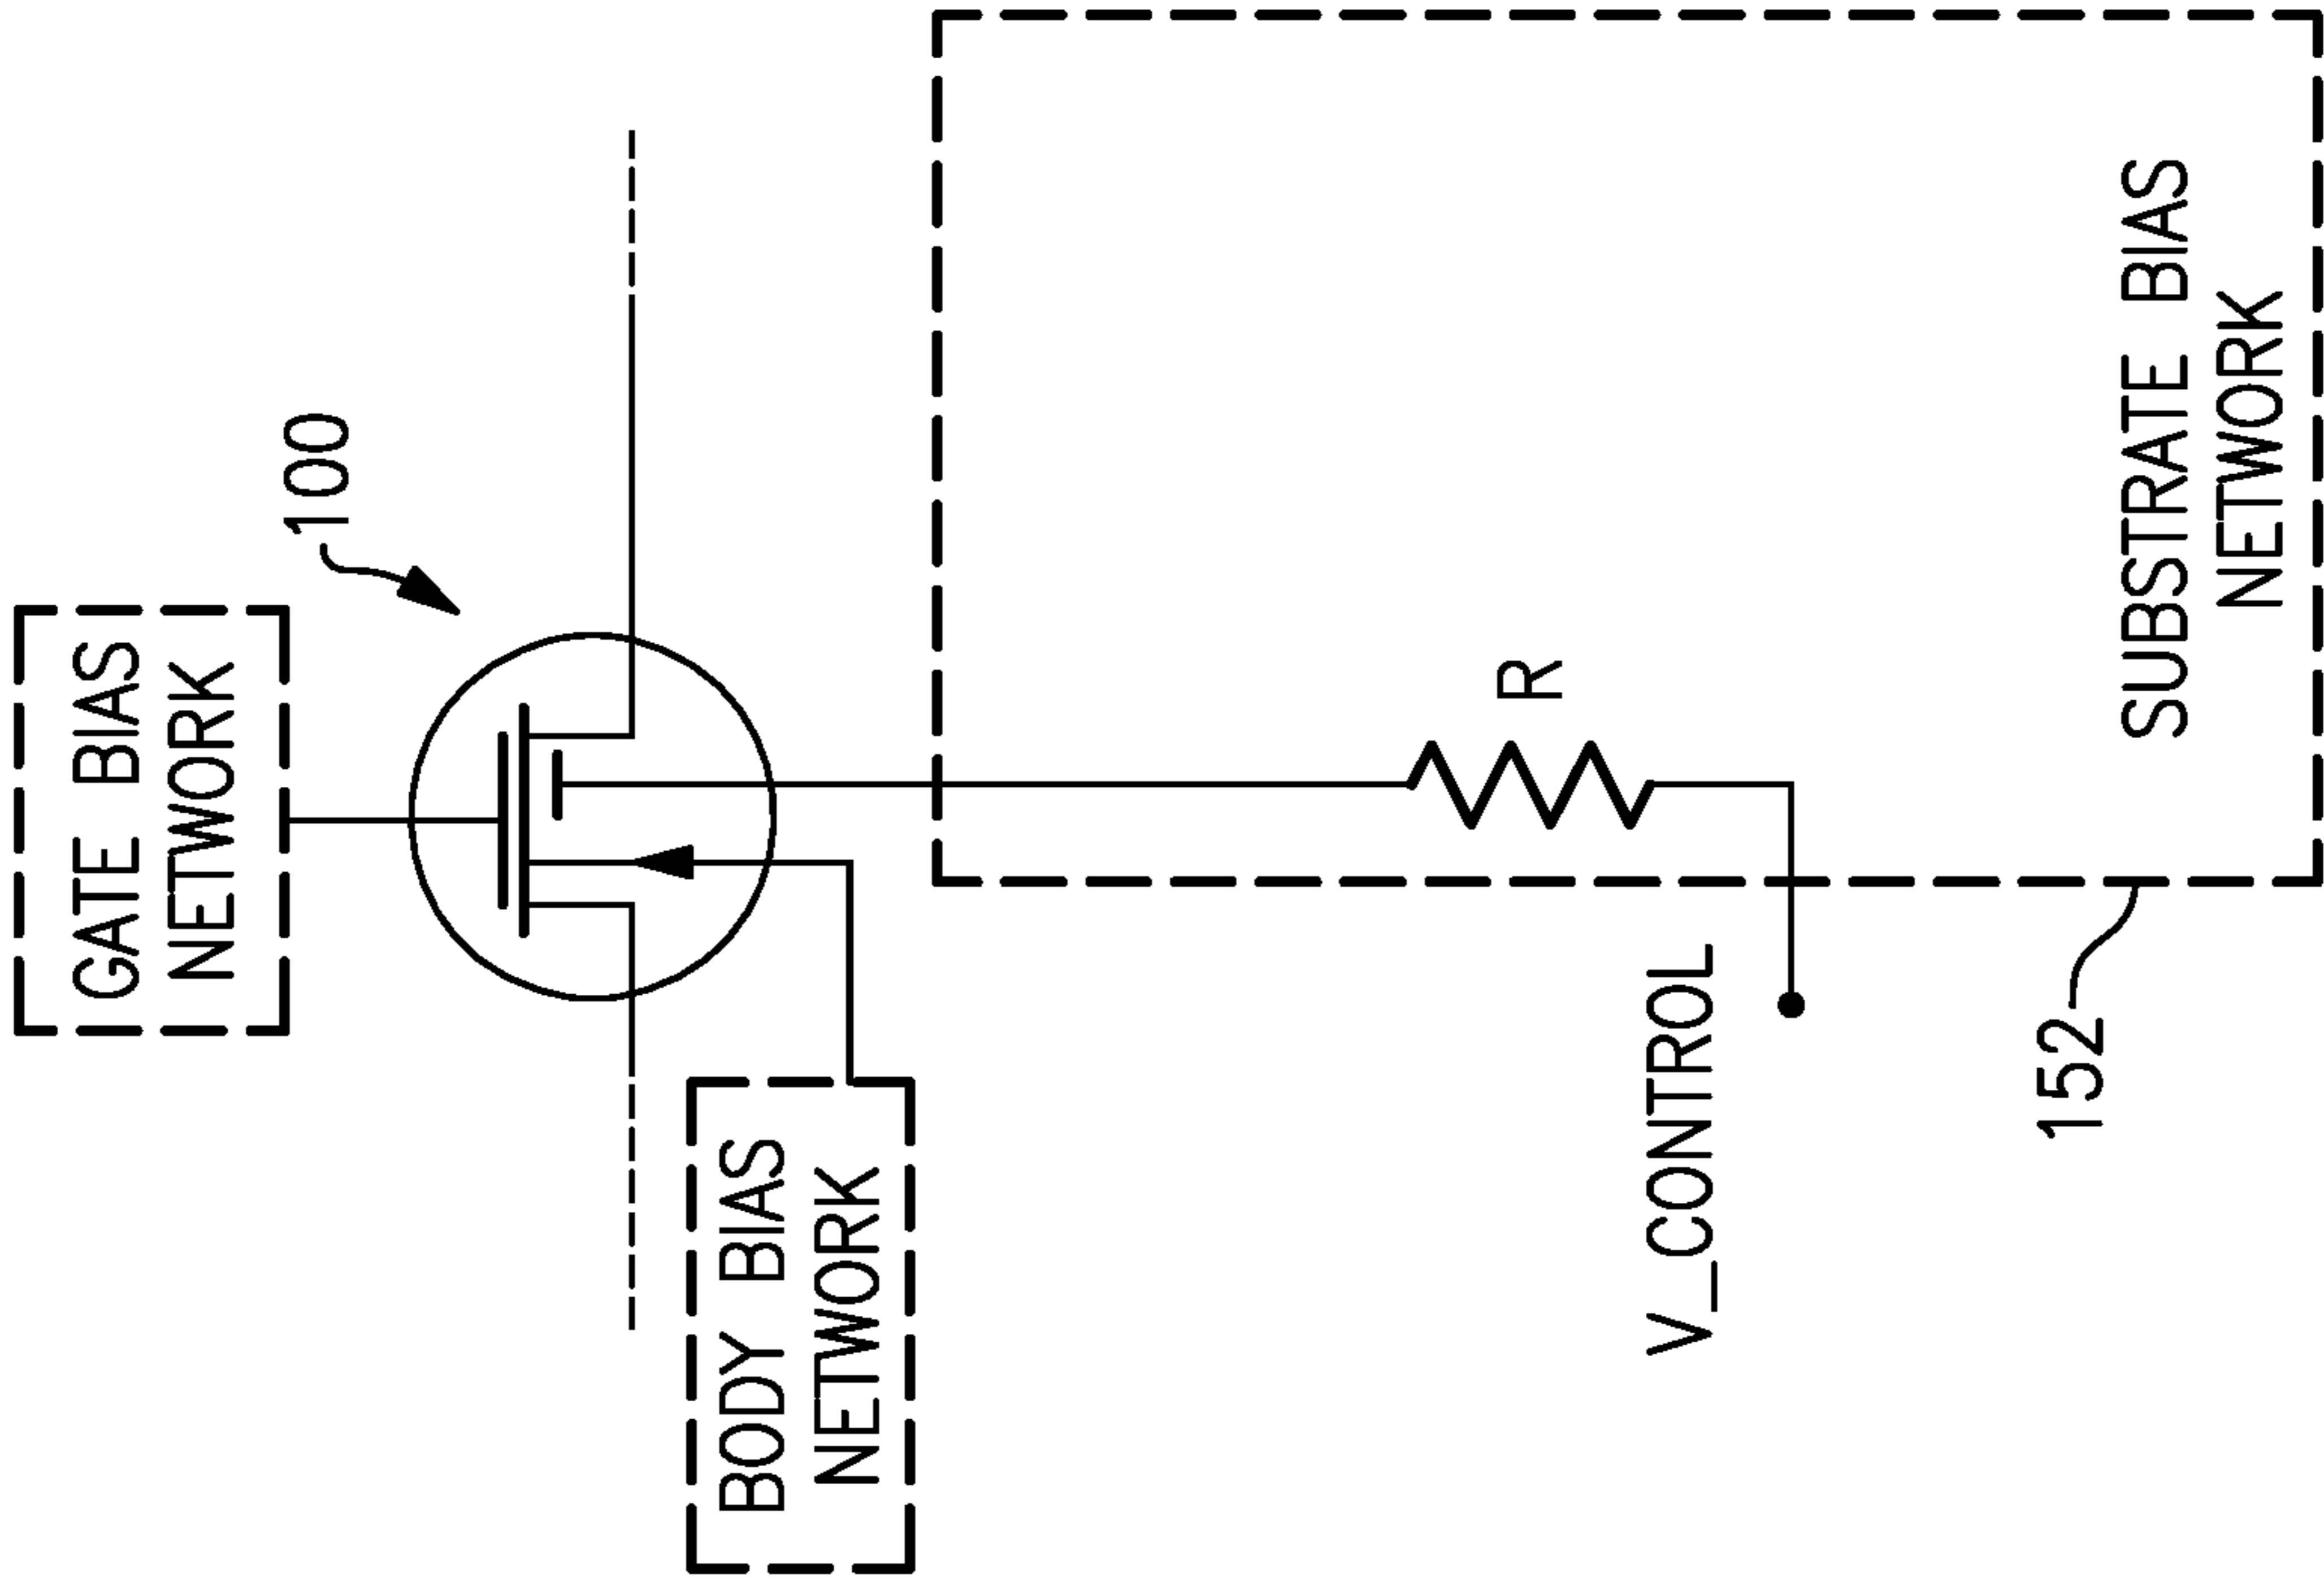 GATE BIAS
NETWORK
100
BODY BIAS
NETWORK
R
V_CONTROL
152
SUBSTRATE BIAS
NETWORK